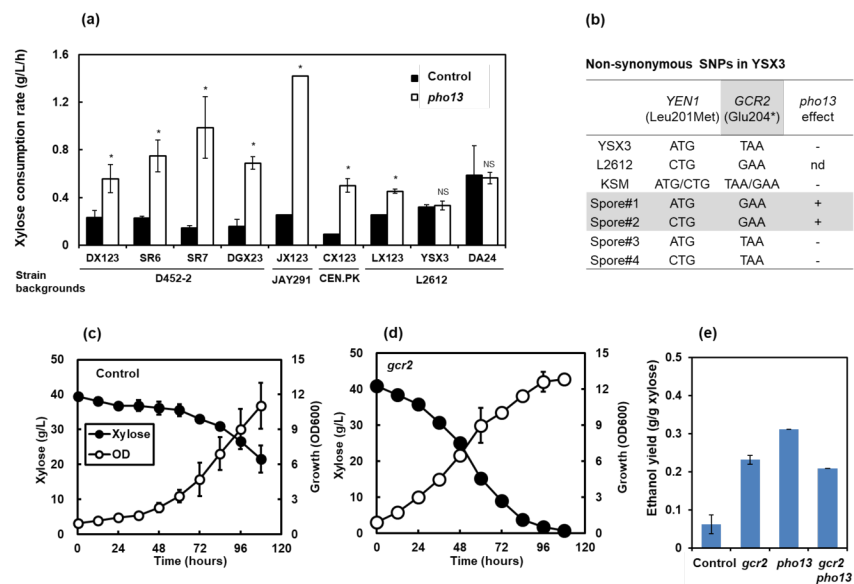 (a)
Xylose consumption rate (g/L/h)
1.6
1.2
0.8
0.4
0
Control
pho13
*
*
*
*
*
*
*
NS
NS
DX123 SR6 SR7 DGX23 JX123 CX123 LX123 YSX3 DA24
Strain backgrounds
D452-2 JAY291 CEN.PK L2612
(b)
Non-synonymous SNPs in YSX3
YEN1 GCR2 pho13
(Leu201Met) (Glu204*) effect
YSX3 ATG TAA -
L2612 CTG GAA nd
KSM ATG/CTG TAA/GAA -
Spore#1 ATG GAA +
Spore#2 CTG GAA +
Spore#3 ATG TAA -
Spore#4 CTG TAA -
(c)
Control
Xylose (g/L)
50
40
30
20
10
0
Xylose
OD
15
12
9
6
3
0
Growth (OD600)
0 24 48 72 96 120
Time (hours)
(d)
gcr2
Xylose (g/L)
50
40
30
20
10
0
15
12
9
6
3
0
Growth (OD600)
0 24 48 72 96 120
Time (hours)
(e)
Ethanol yield (g/g xylose)
0.5
0.4
0.3
0.2
0.1
0
Control gcr2 pho13 gcr2
pho13